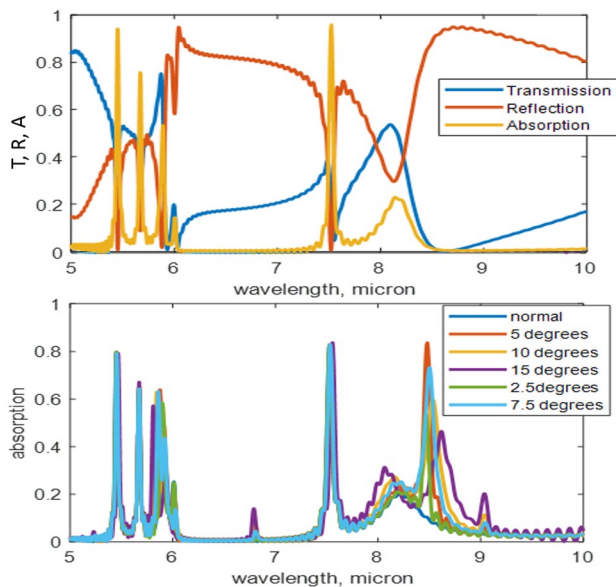 1
0.8
0.6
0.4
0.2
0
T, R, A
Transmission
Reflection
Absorption
5 6 7 8 9 10
wavelength, micron
1
0.8
0.6
0.4
0.2
0
absorption
normal
5 degrees
10 degrees
15 degrees
2.5degrees
7.5 degrees
5 6 7 8 9 10
wavelength, micron